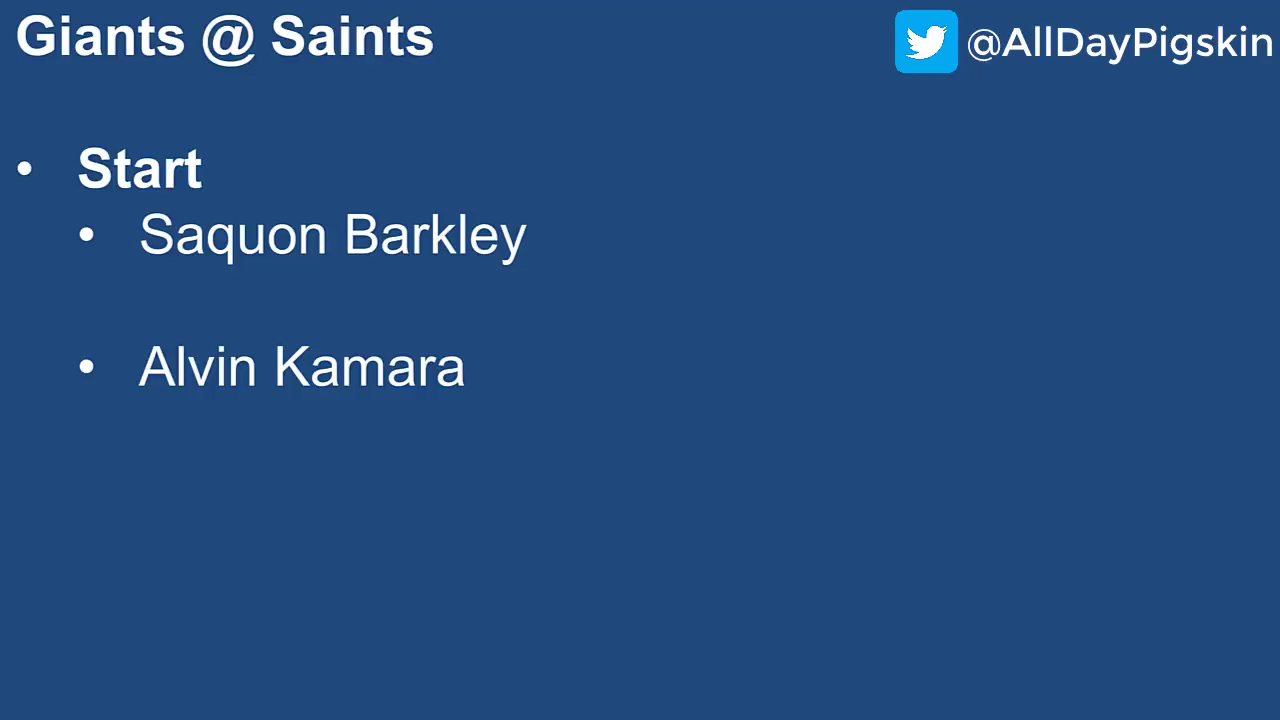 Giants @ Saints
@AllDayPigskin
• Start
• Saquon Barkley
• Alvin Kamara